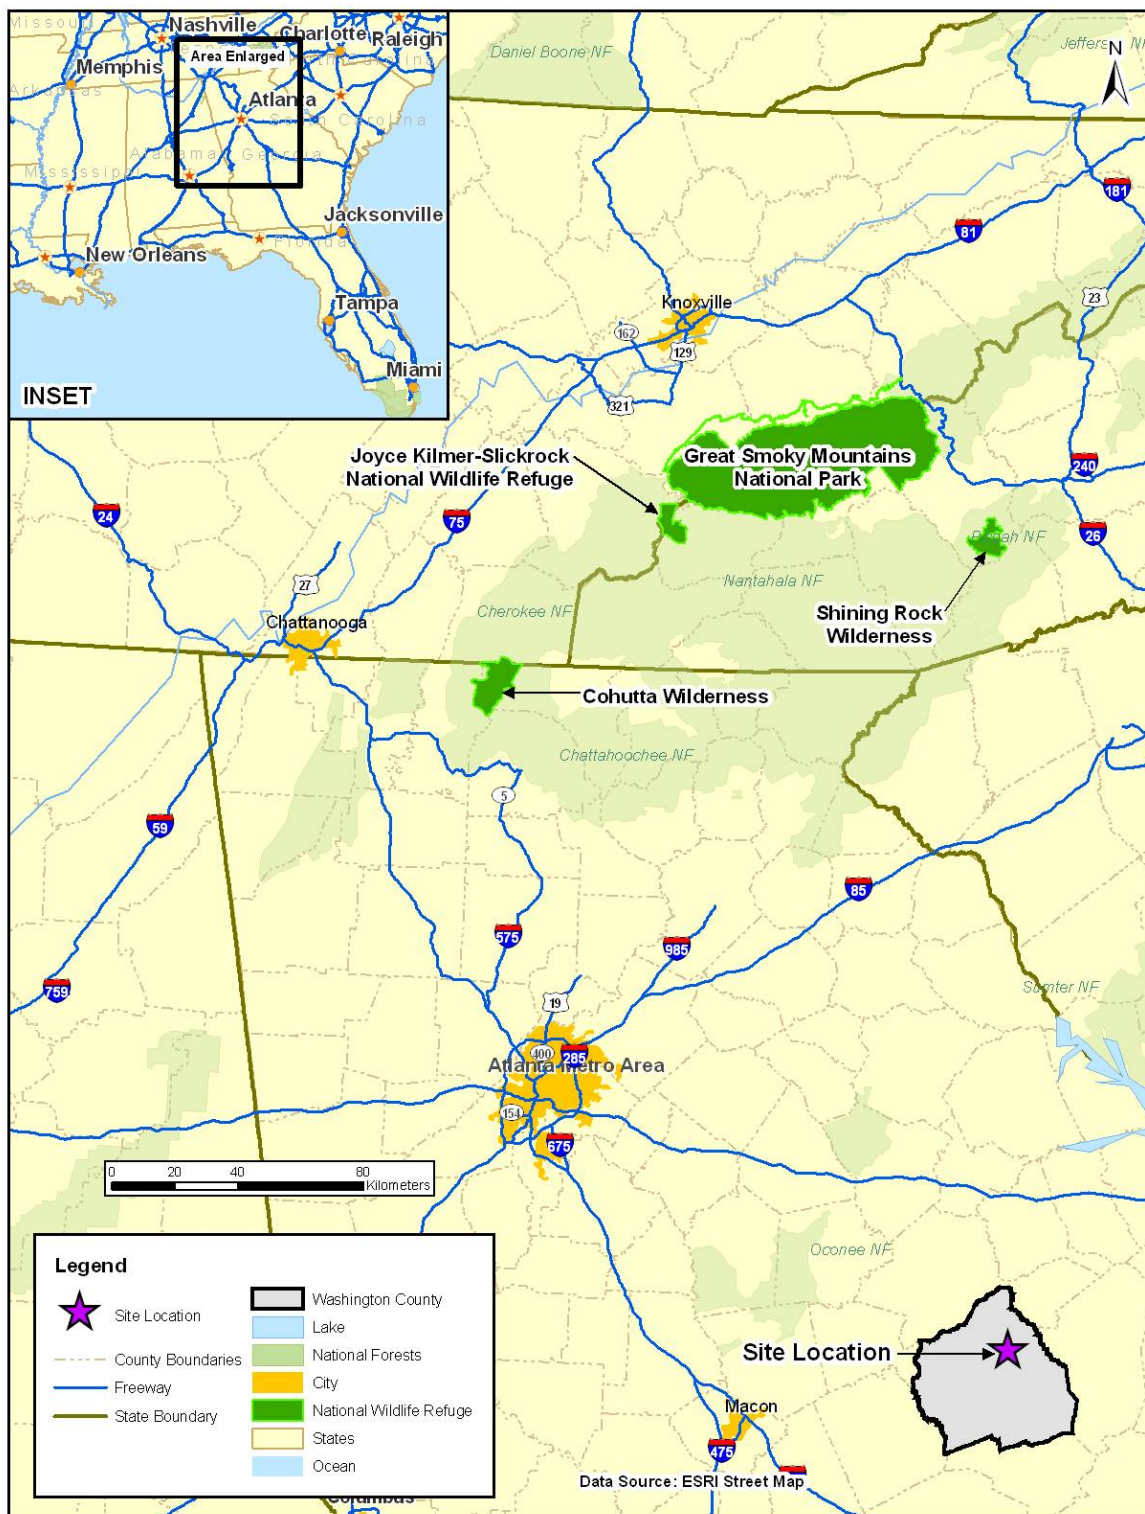 Missouri
Nashville
Charlotte
Raleigh
Area Enlarged
Memphis
Arkansas
Atlanta
South Carolina
Alabama
Georgia
Mississippi
Jacksonville
Florida
New Orleans
Tampa
Miami
INSET
Daniel Boone NF
N
181
81
23
Knoxville
162
129
321
Joyce Kilmer-Slickrock
National Wildlife Refuge
Great Smoky Mountains
National Park
24
75
240
26
Pisgah NF
27
Nantahala NF
Cherokee NF
Shining Rock
Wilderness
Chattanooga
Cohutta Wilderness
Chattahoochee NF
5
59
85
575
985
759
Sumter NF
19
400
285
Atlanta Metro Area
154
675
0 20 40 80
Kilometers
Oconee NF
Legend
Site Location
County Boundaries
Freeway
State Boundary
Washington County
Lake
National Forests
City
National Wildlife Refuge
States
Ocean
Site Location
Macon
475
Data Source: ESRI Street Map
Columbus